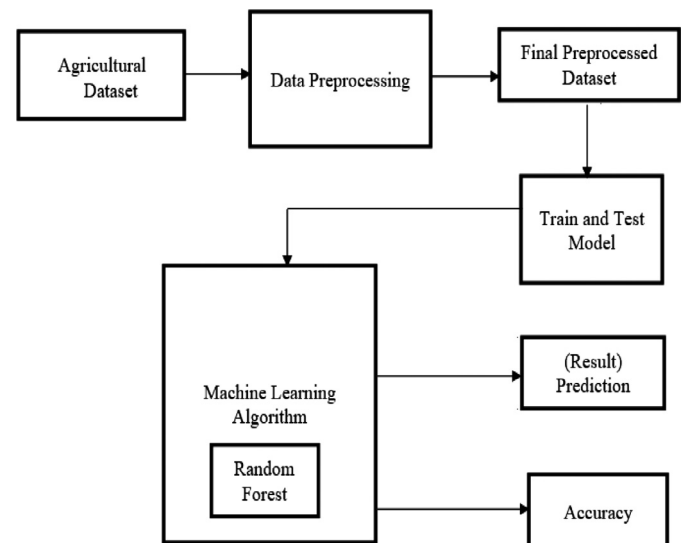 Agricultural
Dataset
Data Preprocessing
Final Preprocessed
Dataset
Train and Test
Model
Machine Learning
Algorithm
Random
Forest
(Result)
Prediction
Accuracy